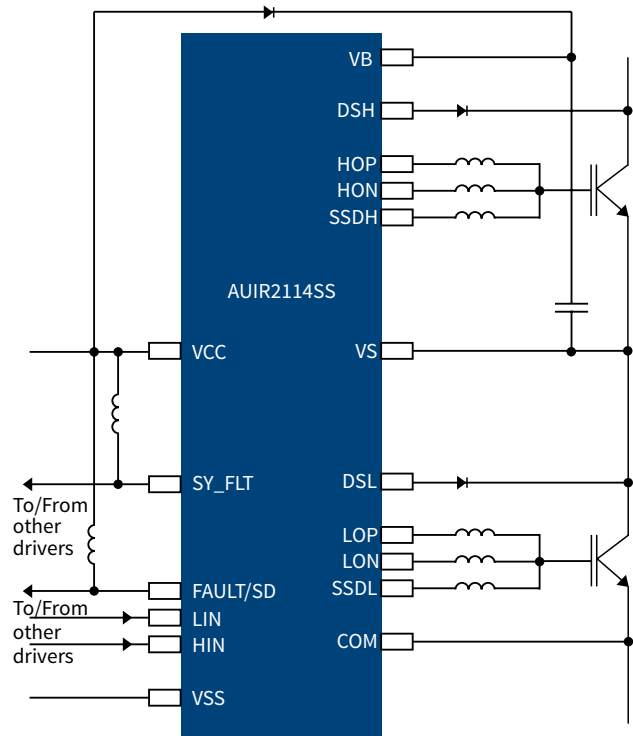 VB
DSH
HOP
HON
SSDH
AUIR2114SS
VCC
VS
SY_FLT
DSL
To/From
other
drivers
LOP
LON
SSDL
FAULT/SD
To/From
other
drivers
LIN
HIN
COM
VSS